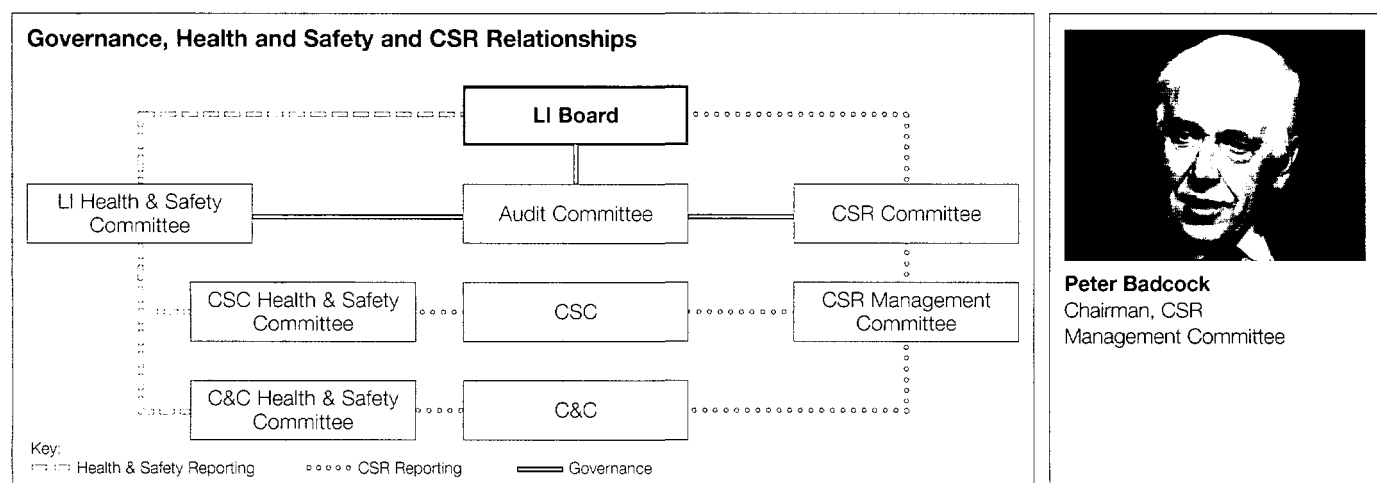 Governance, Health and Safety and CSR Relationships
LI Board
LI Health & Safety
Committee
Audit Committee
CSR Committee
CSC Health & Safety
Committee
CSC
CSR Management
Committee
C&C Health & Safety
Committee
C&C
Key:
Health & Safety Reporting
CSR Reporting
Governance
Peter Badcock
Chairman, CSR
Management Committee